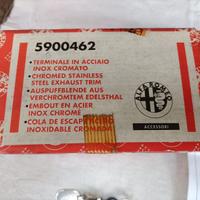 5900462
• TERMINALE IN ACCIAIO
INOX CROMATO
• CHROMED STAINLESS
STEEL EXHAUST TRIM
• AUSPUFFBLENDE AUS
VERCHROMTEM EDELSTHAL
• EMBOUT EN ACIER
INOX CHROMÉ
• COLA DE ESCAPE
INOXIDABLE CROMADA
ALFA ROMEO
ACCESSORI